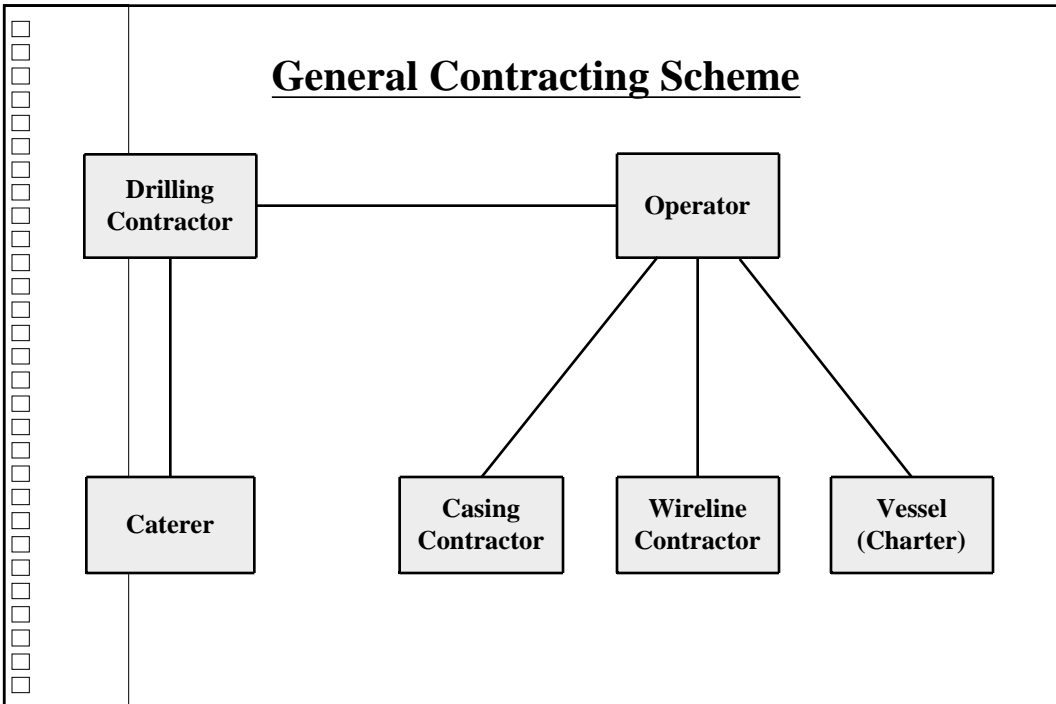 General Contracting Scheme
Drilling
Contractor
Operator
Caterer
Casing
Contractor
Wireline
Contractor
Vessel
(Charter)